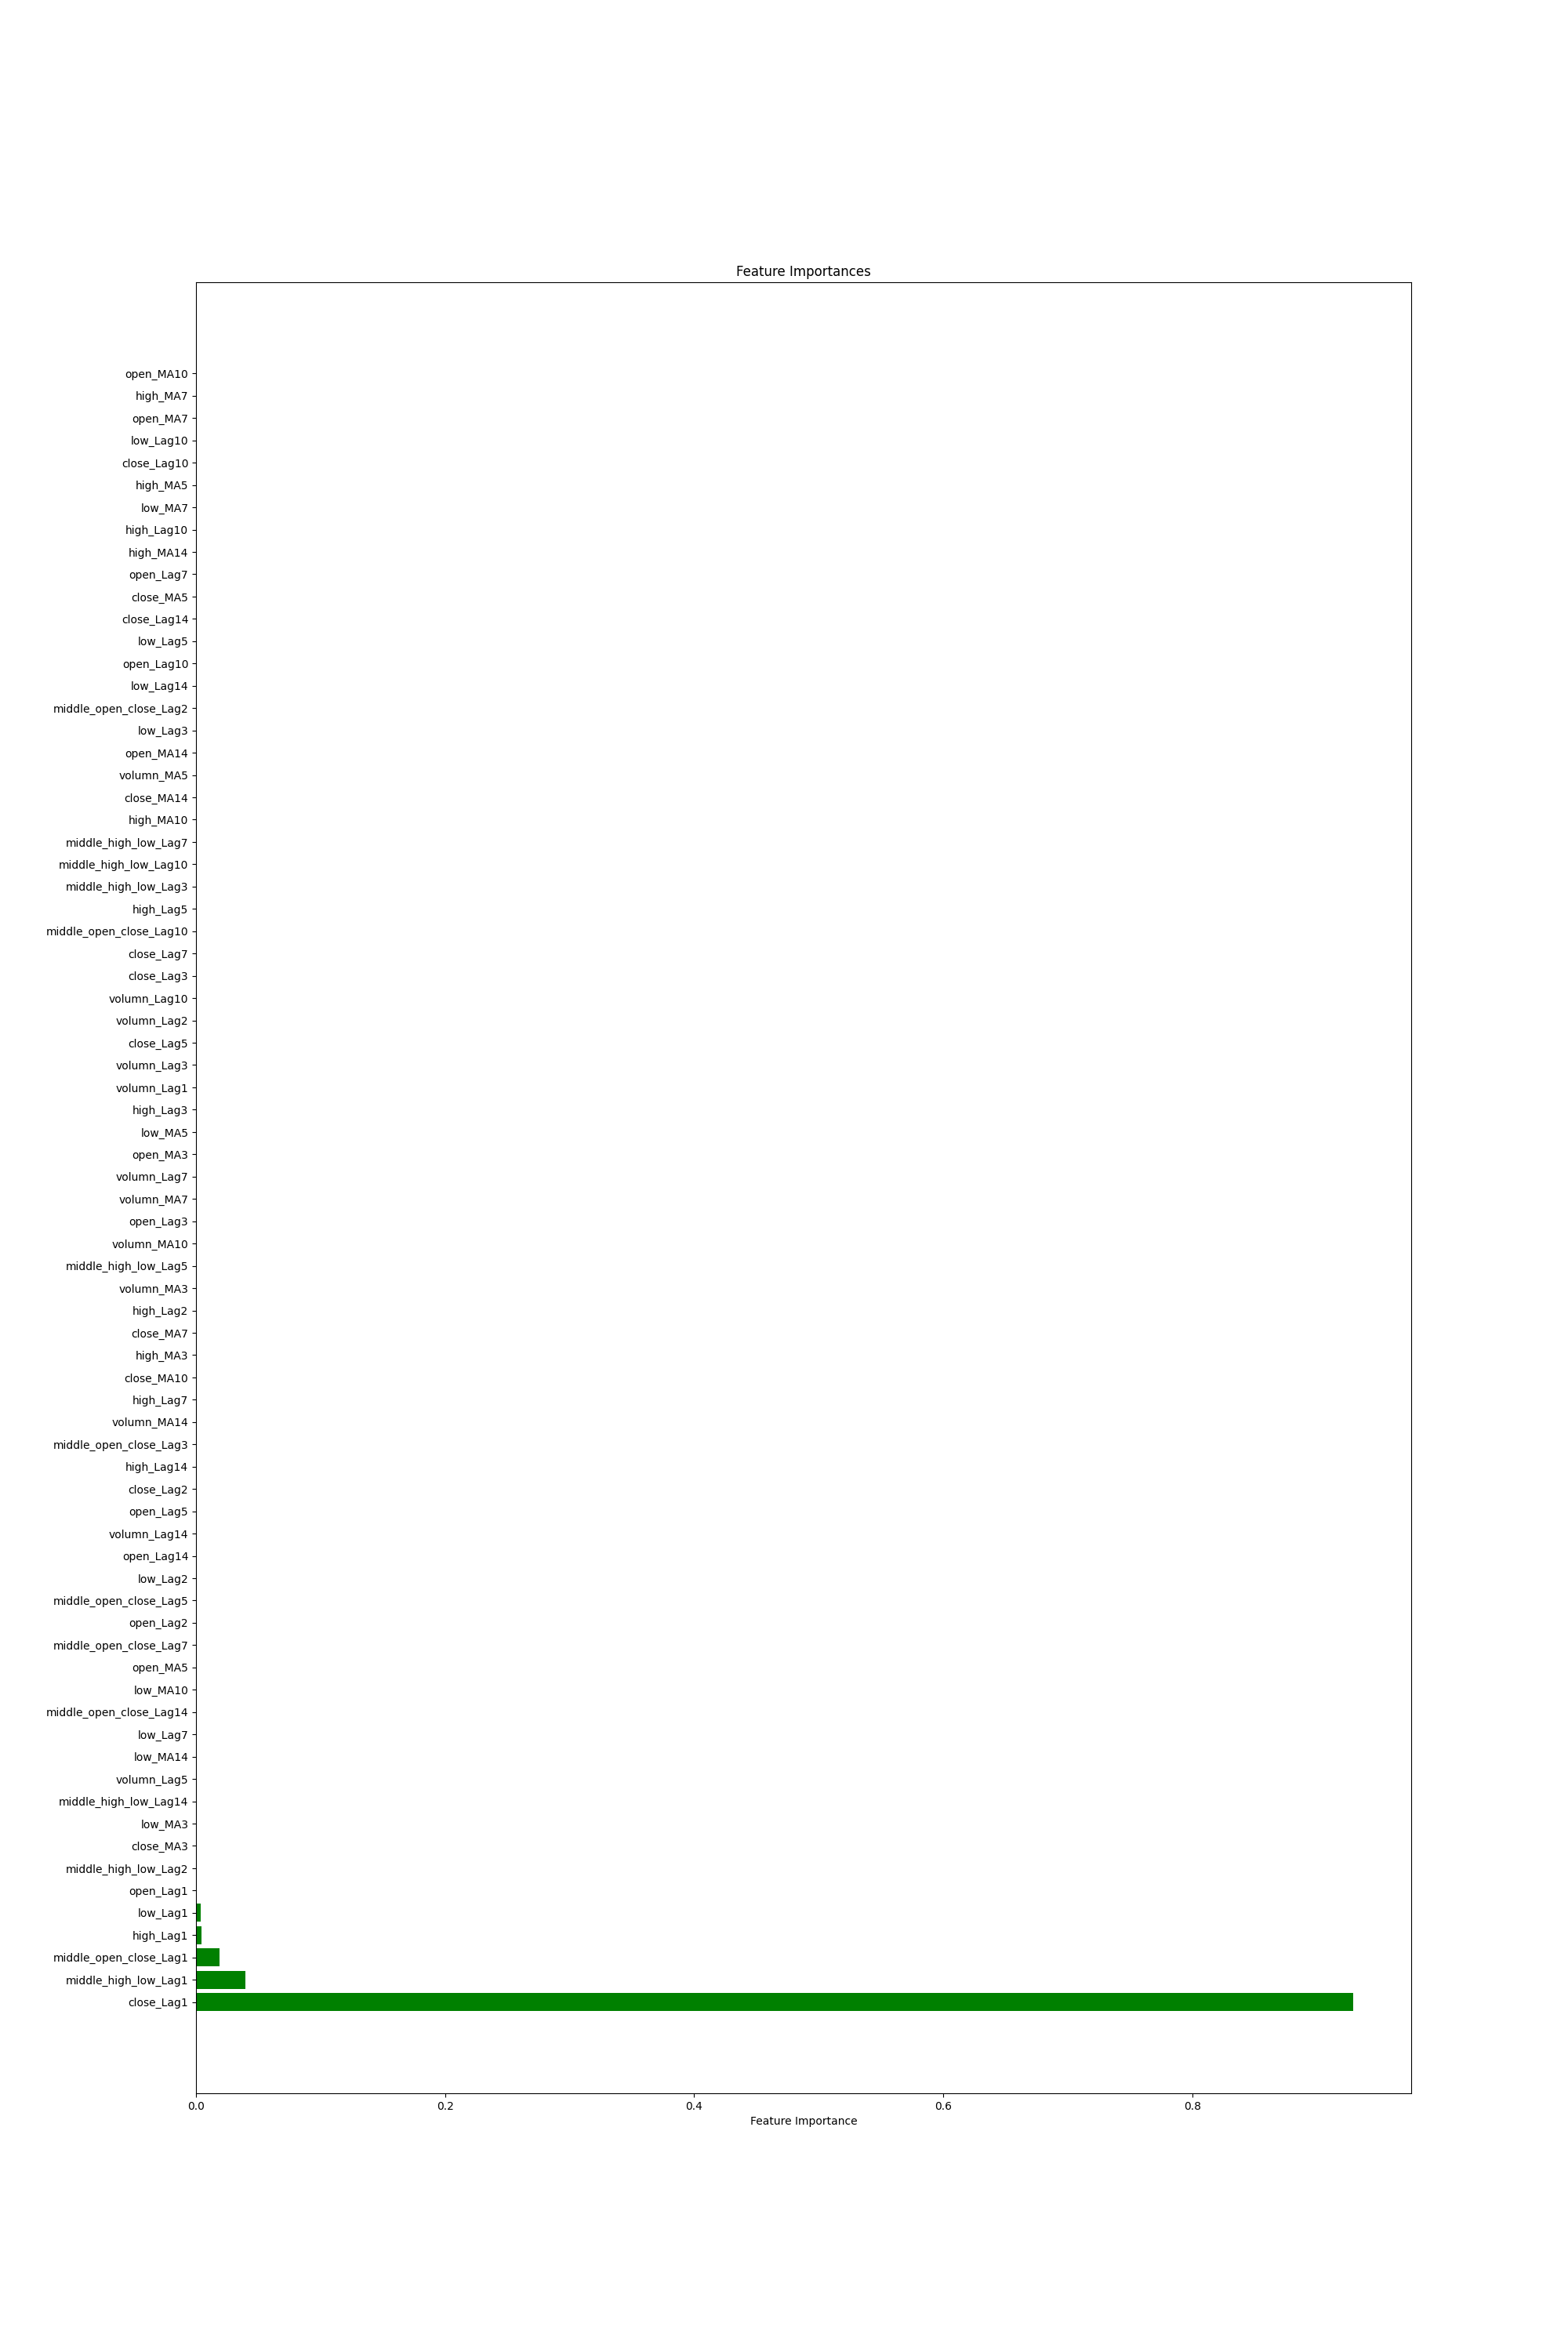 Feature Importances
open_MA10
high_MA7
open_MA7
low_Lag10
close_Lag10
high_MA5
low_MA7
high_Lag10
high_MA14
open_Lag7
close_MA5
close_Lag14
low_Lag5
open_Lag10
low_Lag14
middle_open_close_Lag2
low_Lag3
open_MA14
volumn_MA5
close_MA14
high_MA10
middle_high_low_Lag7
middle_high_low_Lag10
middle_high_low_Lag3
high_Lag5
middle_open_close_Lag10
close_Lag7
close_Lag3
volumn_Lag10
volumn_Lag2
close_Lag5
volumn_Lag3
volumn_Lag1
high_Lag3
low_MA5
open_MA3
volumn_Lag7
volumn_MA7
open_Lag3
volumn_MA10
middle_high_low_Lag5
volumn_MA3
high_Lag2
close_MA7
high_MA3
close_MA10
high_Lag7
volumn_MA14
middle_open_close_Lag3
high_Lag14
close_Lag2
open_Lag5
volumn_Lag14
open_Lag14
low_Lag2
middle_open_close_Lag5
open_Lag2
middle_open_close_Lag7
open_MA5
low_MA10
middle_open_close_Lag14
low_Lag7
low_MA14
volumn_Lag5
middle_high_low_Lag14
low_MA3
close_MA3
middle_high_low_Lag2
open_Lag1
low_Lag1
high_Lag1
middle_open_close_Lag1
middle_high_low_Lag1
close_Lag1
0.0 0.2 0.4 0.6 0.8
Feature Importance